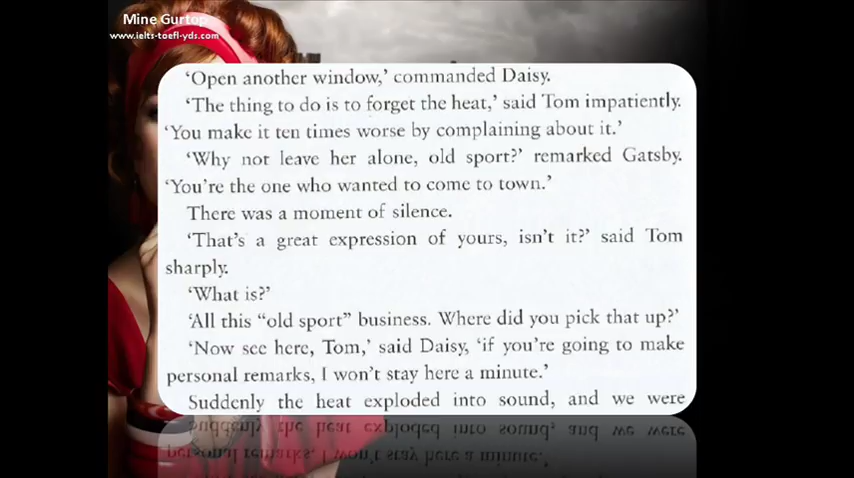 Mine Gurtop
www.ielts-toefl-yds.com
‘Open another window,’ commanded Daisy.
‘The thing to do is to forget the heat,’ said Tom impatiently.
‘You make it ten times worse by complaining about it.’
‘Why not leave her alone, old sport?’ remarked Gatsby.
‘You’re the one who wanted to come to town.’
There was a moment of silence.
‘That’s a great expression of yours, isn’t it?’ said Tom
sharply.
‘What is?’
‘All this “old sport” business. Where did you pick that up?’
‘Now see here, Tom,’ said Daisy, ‘if you’re going to make
personal remarks, I won’t stay here a minute.’
Suddenly the heat exploded into sound, and we were